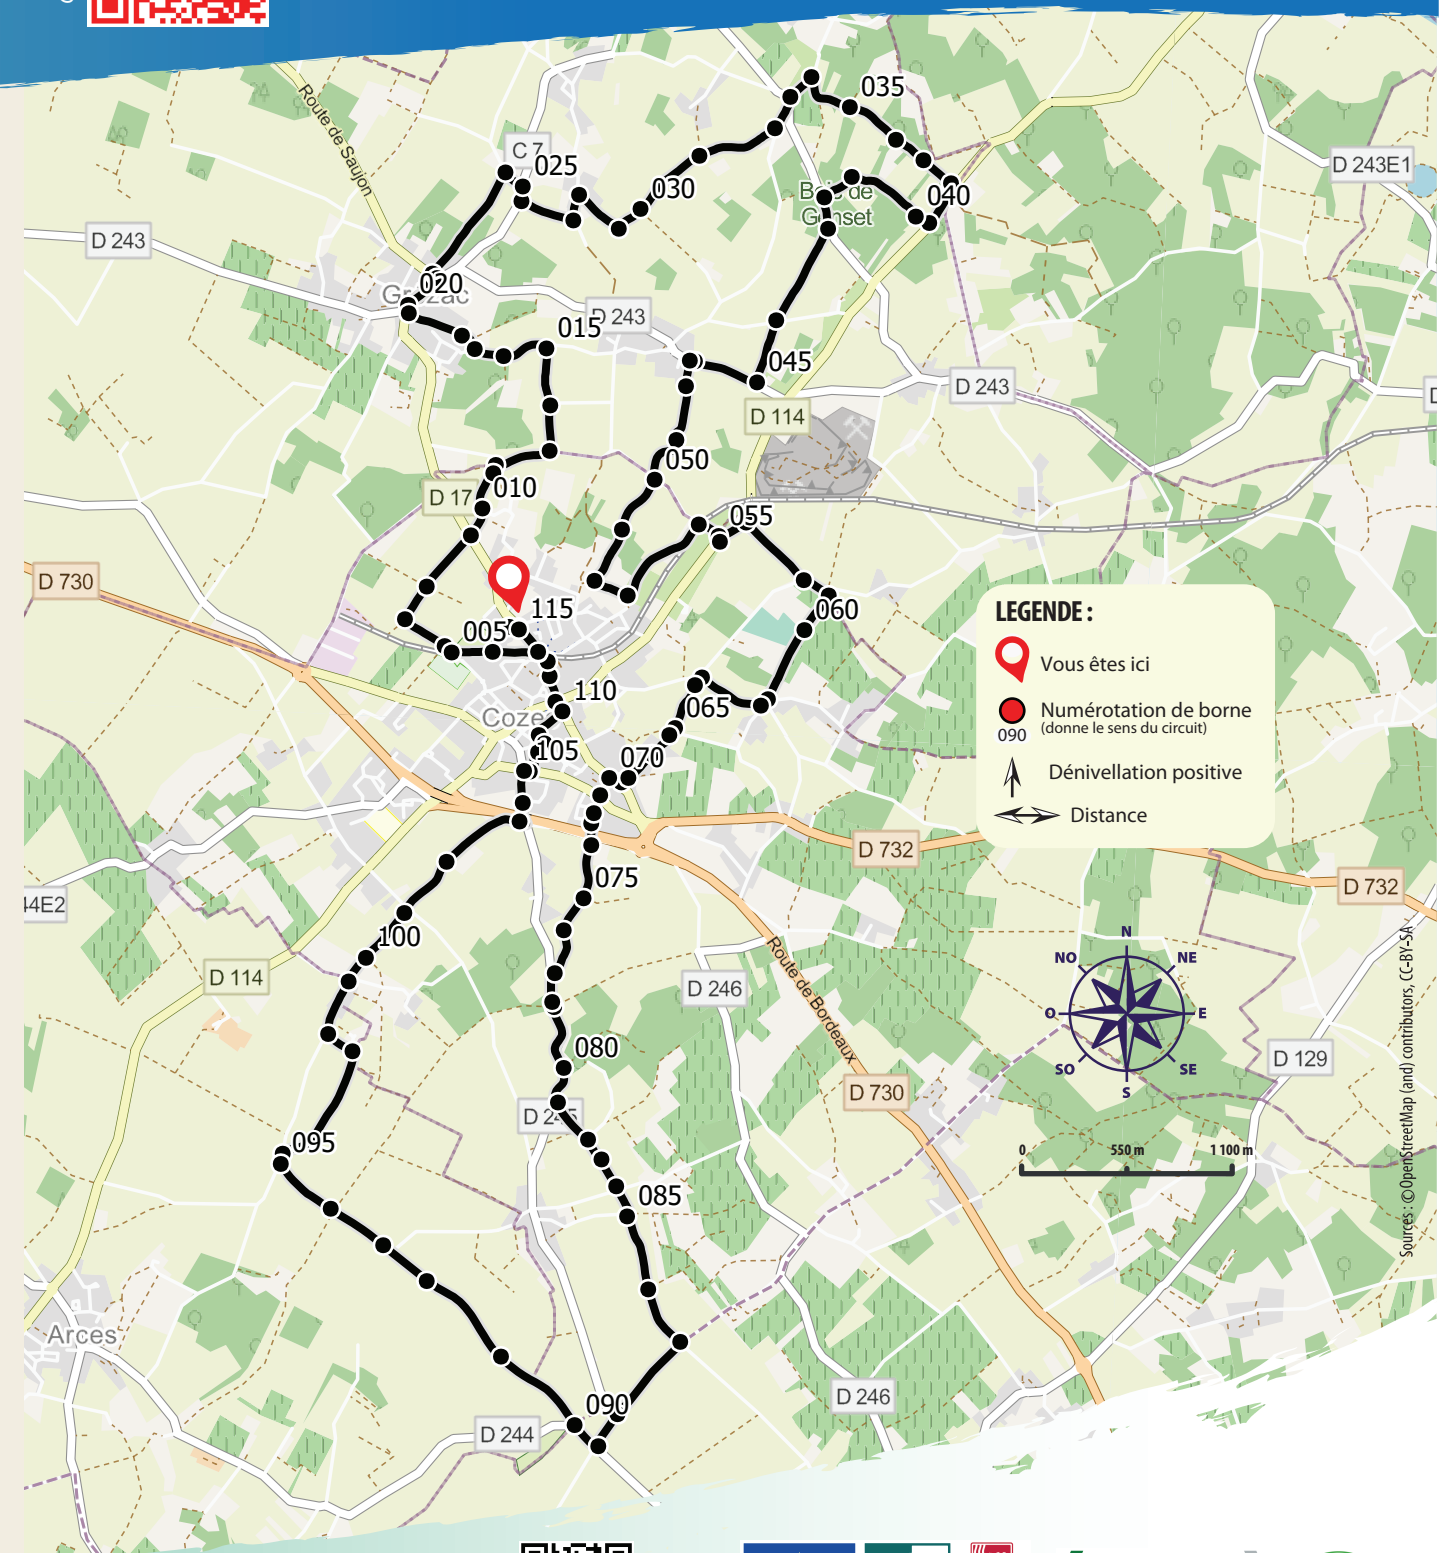 Route de Saujon
C 7
025
035
030
Bois de
Gonset
040
D 243E1
D 243
020
Grézac
015
D 243
045
D 243
D 114
050
D 17
010
055
D 730
115
005
060
110
065
Coze
105
070
LEGENDE :
Vous êtes ici
Numérotation de borne
(donne le sens du circuit)
090
Dénivellation positive
Distance
D 732
D 732
075
44E2
100
D 114
D 246
Route de Bordeaux
N
NO
NE
O
E
SO
SE
S
080
D 245
D 730
D 129
095
085
0
550 m
1 100 m
Sources : © OpenStreetMap (and) contributors, CC-BY-SA
Arces
090
D 244
D 246